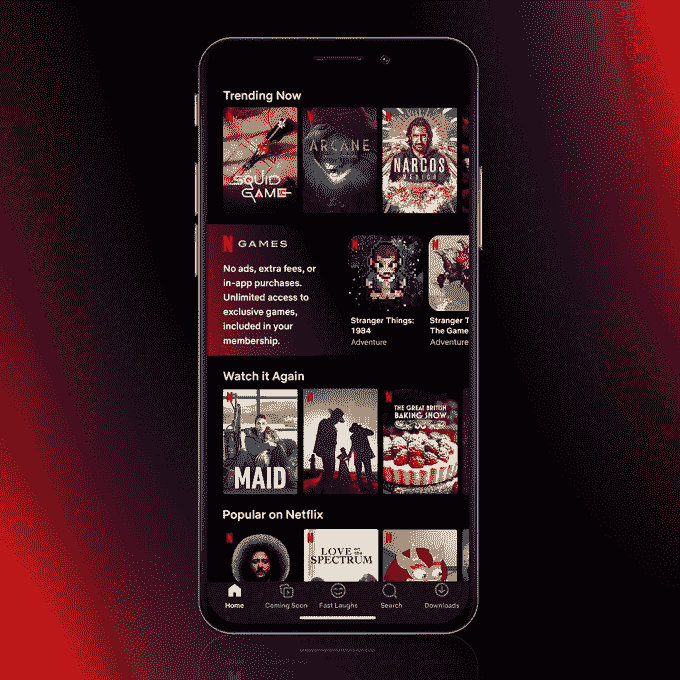 Trending Now
SQUID
GAME
ARCANE
NARCOS
MEXICO
N GAMES
No ads, extra fees, or
in-app purchases.
Unlimited access to
exclusive games,
included in your
membership.
Stranger Things:
1984
Adventure
Stranger T
The Game
Adventure
Watch it Again
MAID
THE GREAT BRITISH
BAKING SHOW
Popular on Netflix
LOVE on the
SPECTRUM
Home
Coming Soon
Fast Laughs
Search
Downloads